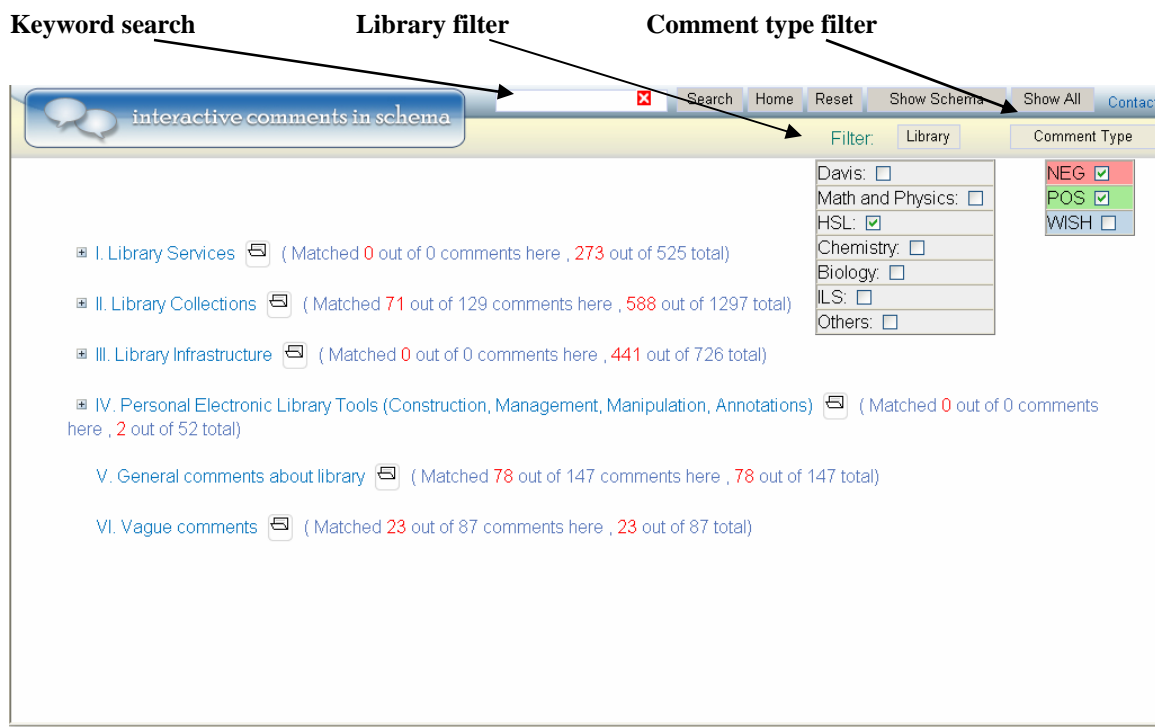 Keyword search Library filter Comment type filter
interactive comments in schema
Search Home Reset Show Schema Show All Contact
Filter: Library Comment Type
Davis:
Math and Physics:
HSL:
Chemistry:
Biology:
ILS:
Others:
NEG
POS
WISH
I. Library Services ( Matched 0 out of 0 comments here , 273 out of 525 total)
II. Library Collections ( Matched 71 out of 129 comments here , 588 out of 1297 total)
III. Library Infrastructure ( Matched 0 out of 0 comments here , 441 out of 726 total)
IV. Personal Electronic Library Tools (Construction, Management, Manipulation, Annotations) ( Matched 0 out of 0 comments
here , 2 out of 52 total)
V. General comments about library ( Matched 78 out of 147 comments here , 78 out of 147 total)
VI. Vague comments ( Matched 23 out of 87 comments here , 23 out of 87 total)